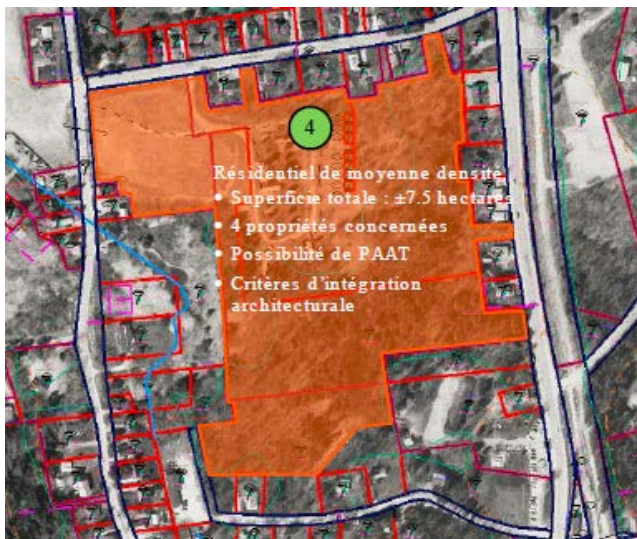 4
Résidentiel de moyenne densité
• Superficie totale : ±7.5 hectares
• 4 propriétés concernées
• Possibilité de PAAT
• Critères d'intégration
architecturale